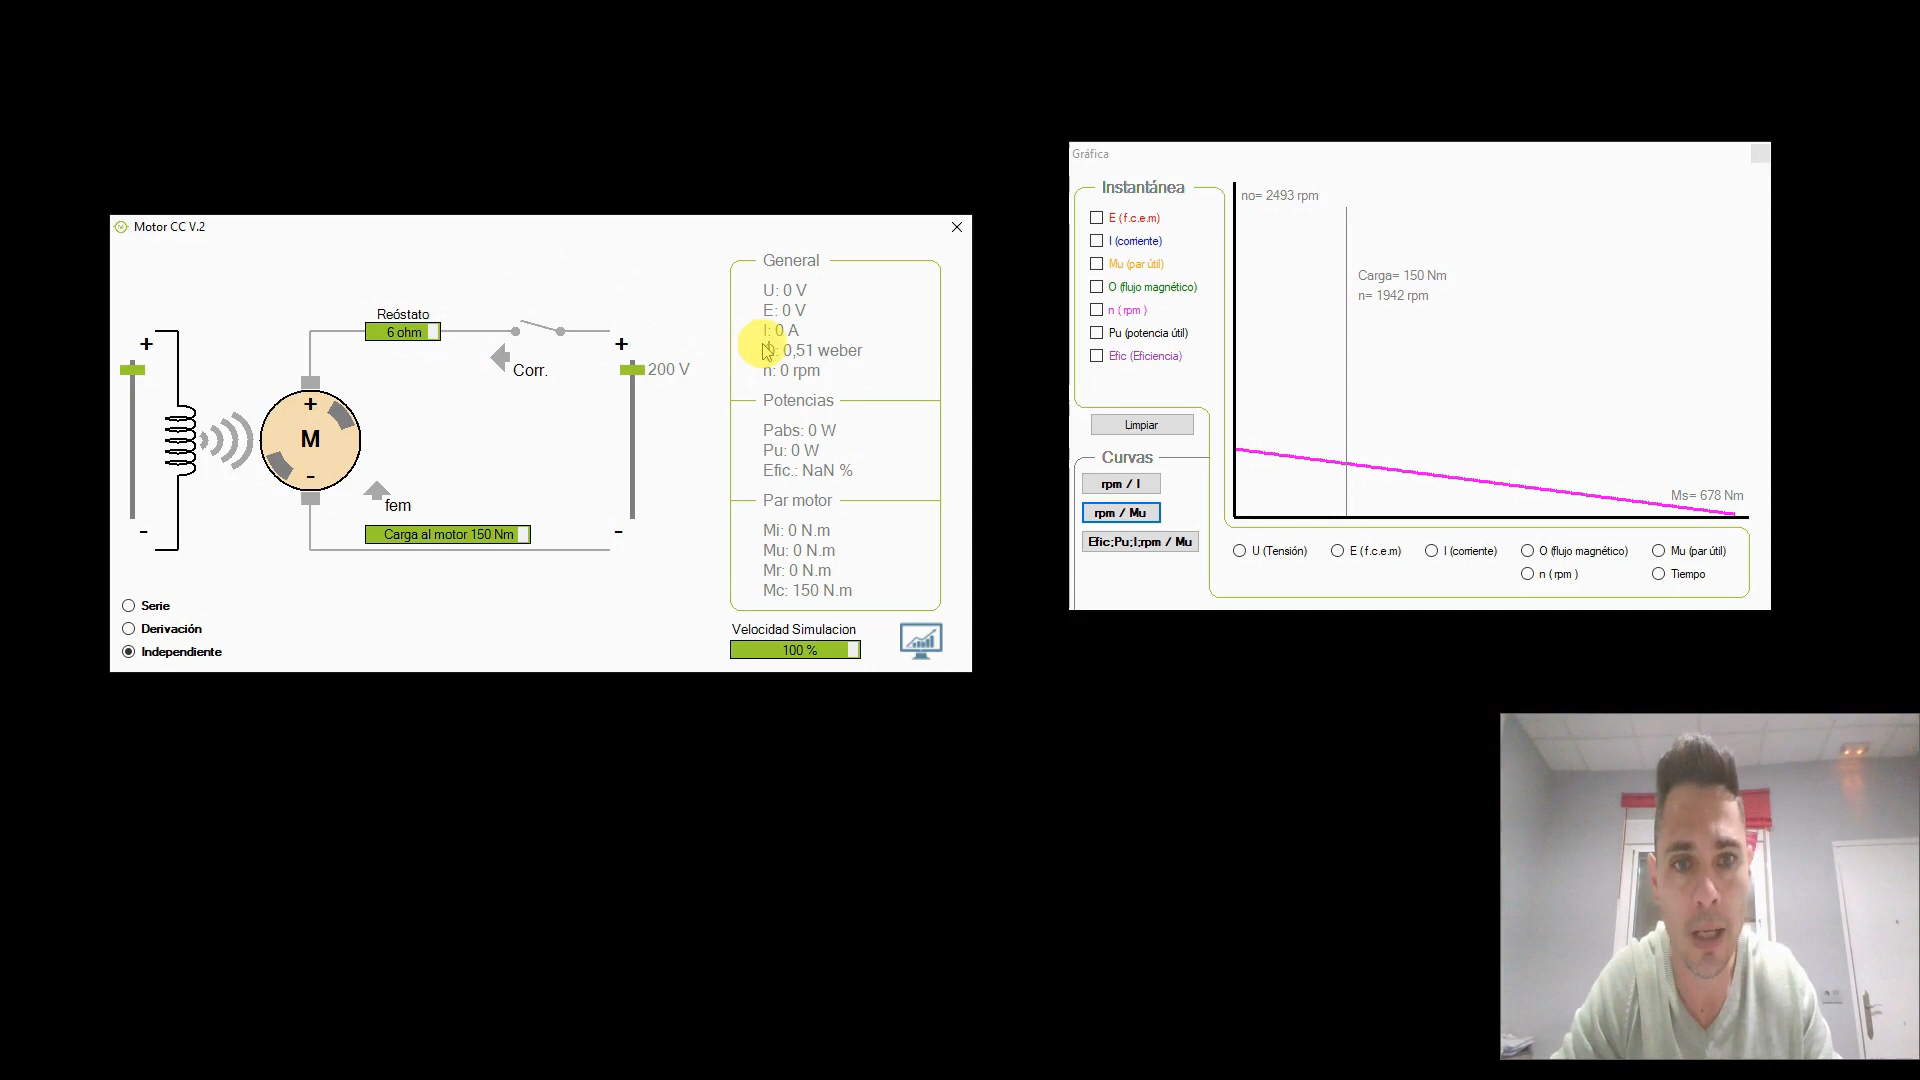 Motor CC V.2
Reóstato
6 ohm
+
+
200 V
Corr.
+
M
-
fem
Carga al motor 150 Nm
-
-
Serie
Derivación
Independiente
General
U: 0 V
E: 0 V
I: 0 A
: 0,51 weber
n: 0 rpm
Potencias
Pabs: 0 W
Pu: 0 W
Efic.: NaN %
Par motor
Mi: 0 N.m
Mu: 0 N.m
Mr: 0 N.m
Mc: 150 N.m
Velocidad Simulacion
100 %
Gráfica
Instantánea
E ( f.c.e.m)
I (corriente)
Mu (par útil)
O (flujo magnético)
n ( rpm )
Pu (potencia útil)
Efic (Eficiencia)
Limpiar
Curvas
rpm / I
rpm / Mu
Efic;Pu;I;rpm / Mu
no= 2493 rpm
Carga= 150 Nm
n= 1942 rpm
Ms= 678 Nm
U (Tensión)
E ( f.c.e.m)
I (corriente)
O (flujo magnético)
Mu (par útil)
n ( rpm )
Tiempo